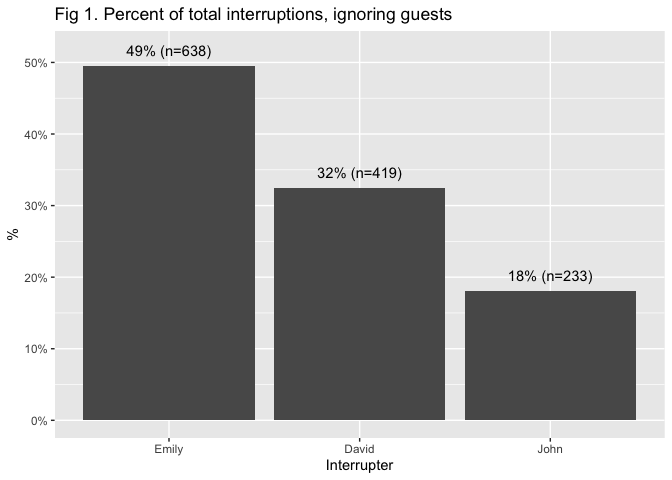 Fig 1. Percent of total interruptions, ignoring guests
49% (n=638)
50%
40%
32% (n=419)
30%
%
20%
18% (n=233)
10%
0%
Emily David John
Interrupter